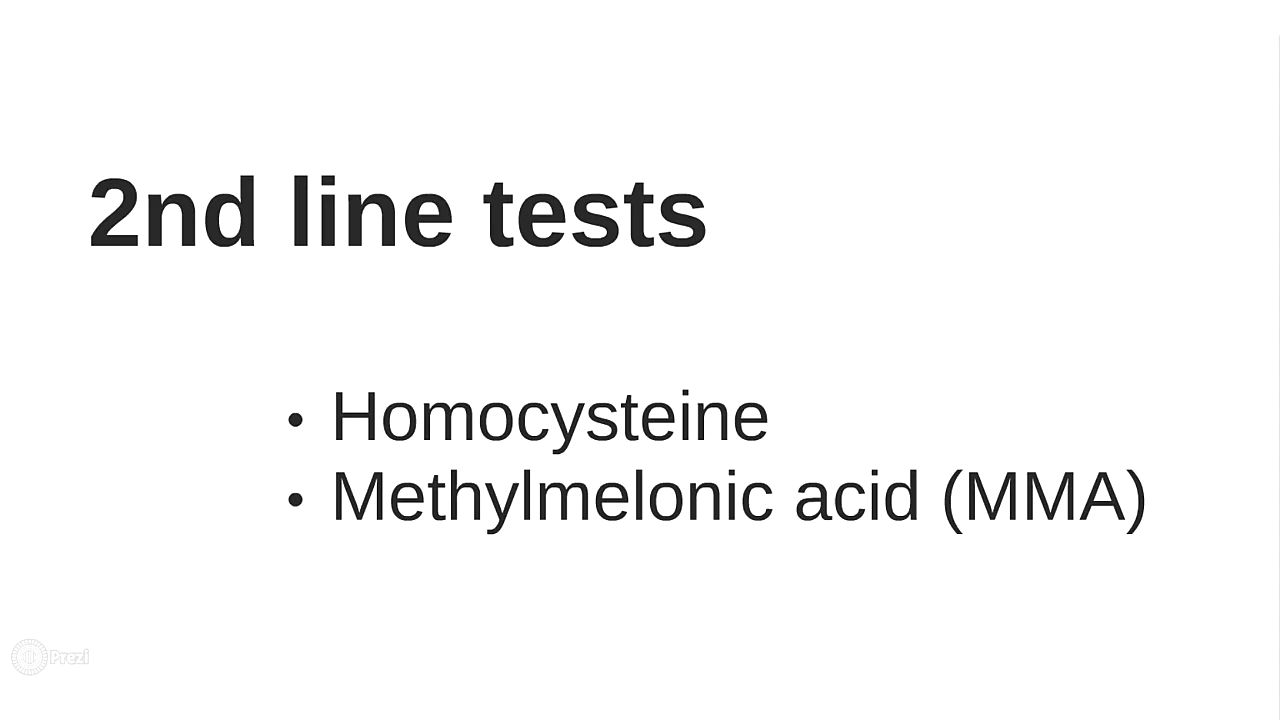 2nd line tests
• Homocysteine
• Methylmelonic acid (MMA)
Prezi